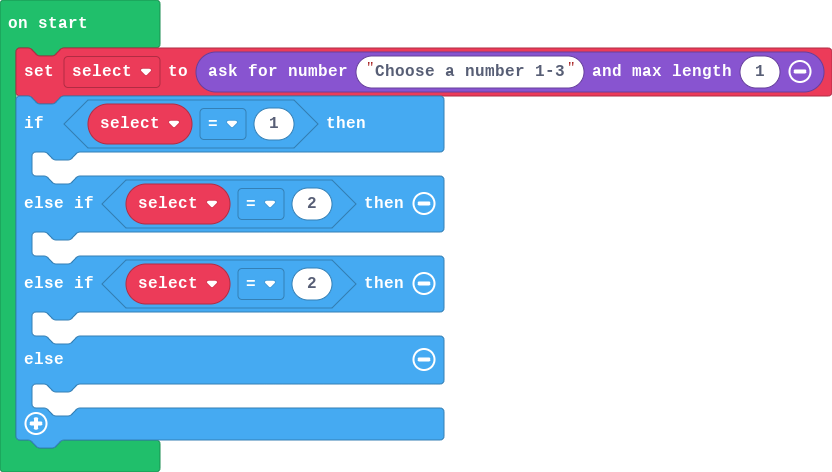 on start
set select to ask for number "Choose a number 1-3" and max length 1
if select = 1 then
else if select = 2 then
else if select = 2 then
else